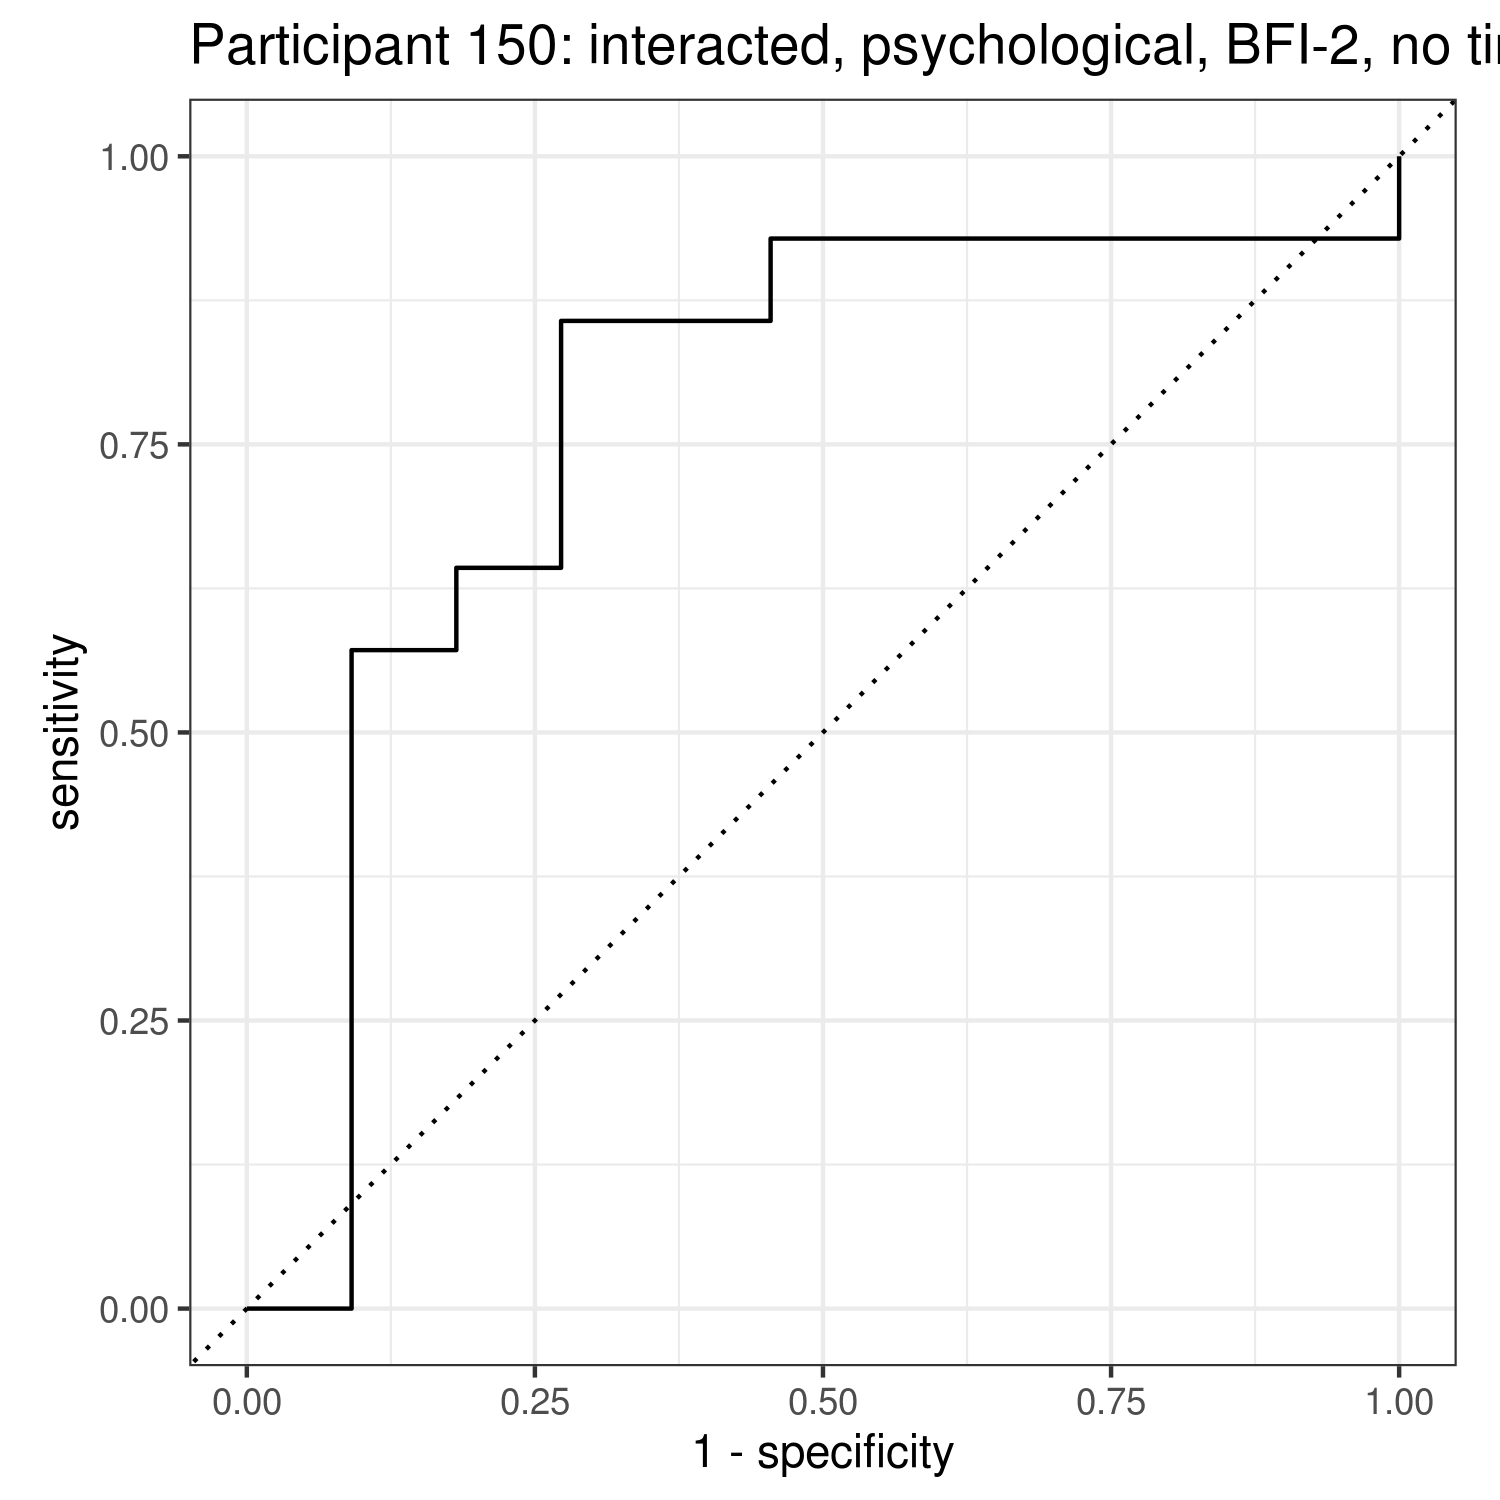 Participant 150: interacted, psychological, BFI-2, no
1.00
0.75
0.50
0.25
0.00
sensitivity
0.00 0.25 0.50 0.75 1.00
1 - specificity